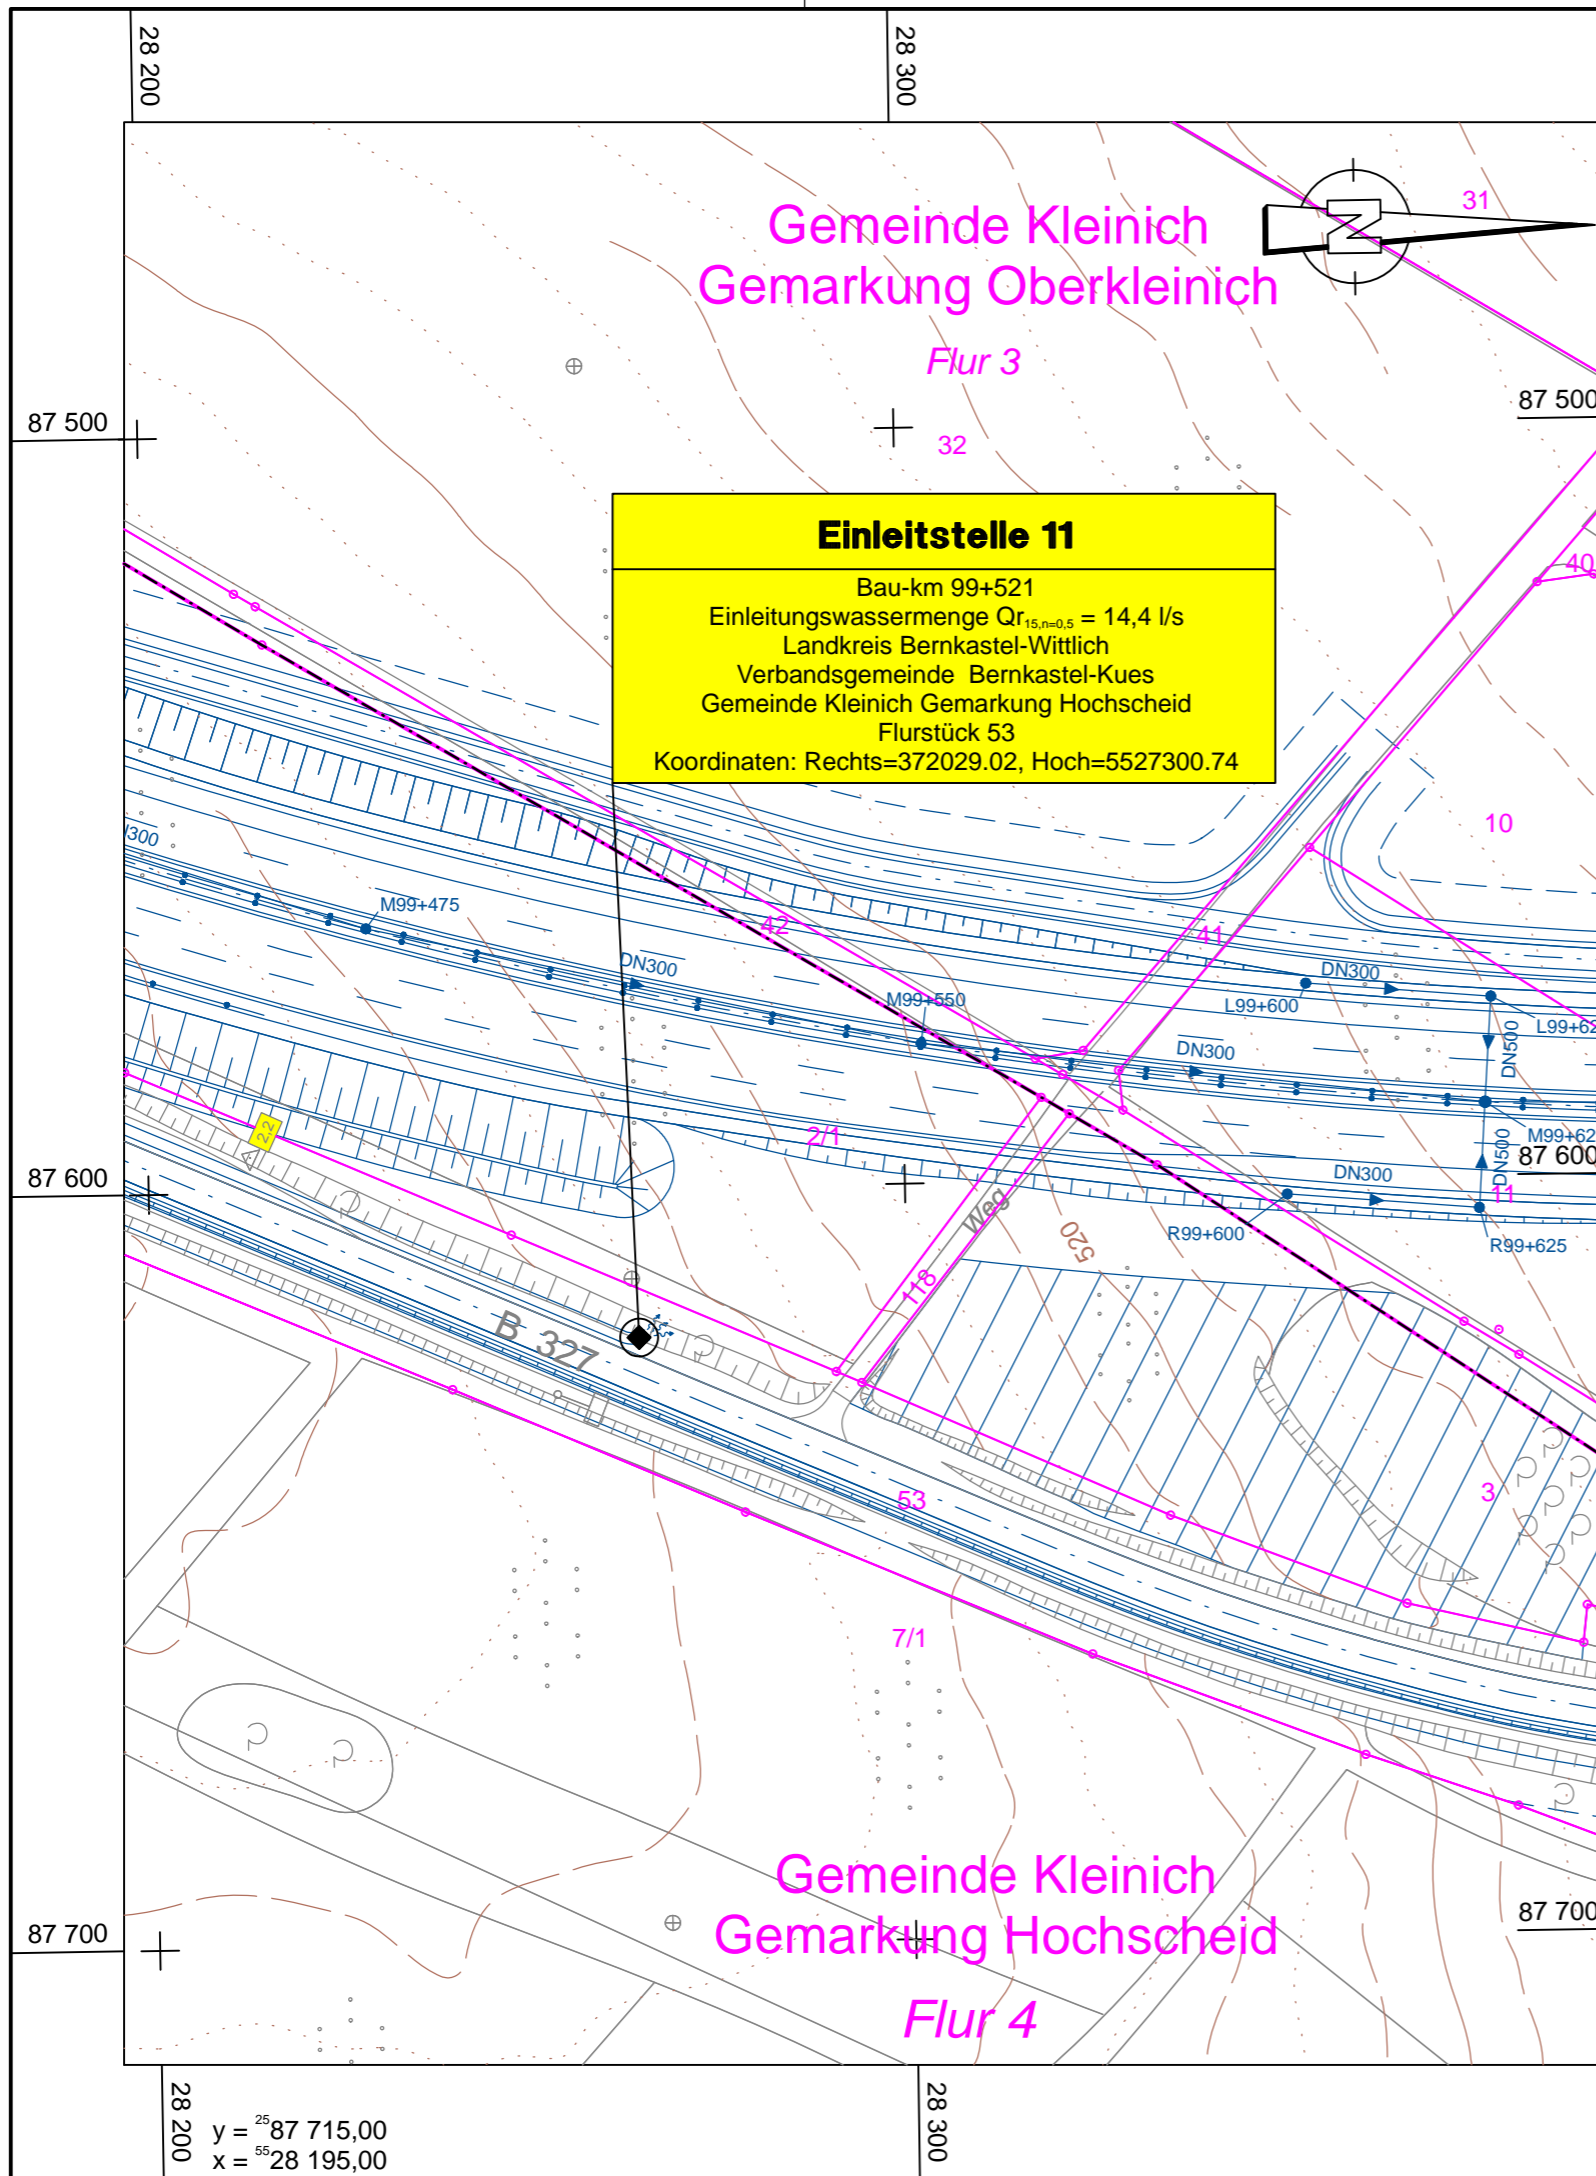 28 200
28 300
Gemeinde Kleinich
Gemarkung Oberkleinich
Flur 3
N
31
87 500
87 500
32
40
Einleitstelle 11
Bau-km 99+521
Einleitungswassermenge Qr15,n=0,5 = 14,4 l/s
Landkreis Bernkastel-Wittlich
Verbandsgemeinde Bernkastel-Kues
Gemeinde Kleinich Gemarkung Hochscheid
Flurstück 53
Koordinaten: Rechts=372029.02, Hoch=5527300.74
10
M99+475
42
41
DN300
DN300
M99+550
L99+600
DN300
DN500
2,2
2/1
DN500
87 600
87 600
DN300
11
Weg
520
R99+600
R99+625
118
B 327
53
3
7/1
Gemeinde Kleinich
Gemarkung Hochscheid
Flur 4
87 700
87 700
28 200
28 300
y = 2587 715,00
x = 5528 195,00